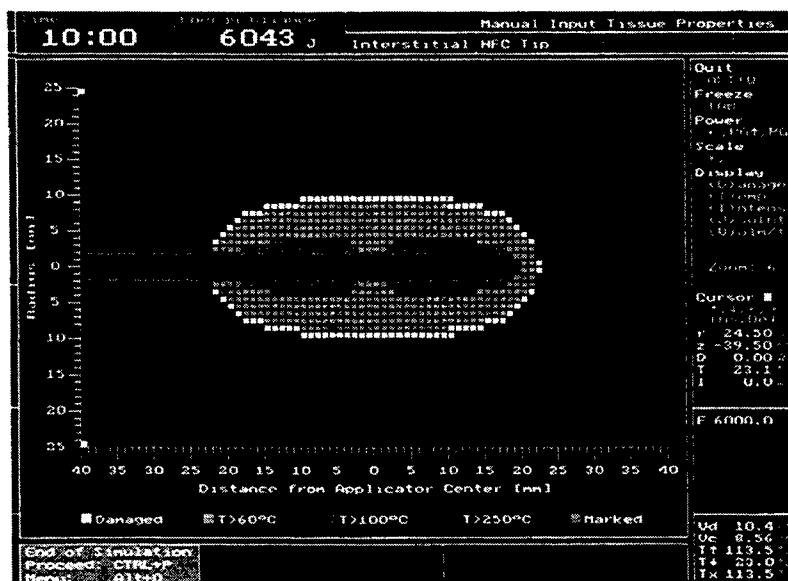 Time
10:00
6043 J
Manual Input Tissue Properties
Interstitial HFC Tip
Quit
Freeze
Power
Scale
Display
Zoom: 6
Cursor
r 24.50
z -39.50
D 0.00
T 23.1
I 0.0
F 6000.0
Vd 10.4
Vc 8.56
T↑ 113.5
T↓ 23.0
Tx 113.5
Radius [mm]
25
20
15
10
5
0
5
10
15
20
25
40 35 30 25 20 15 10 5 0 5 10 15 20 25 30 35 40
Distance from Applicator Center [mm]
Damaged T>60°C T>100°C T>250°C Marked
End of Simulation
Proceed: CTRL+P
Menu: Alt+Q